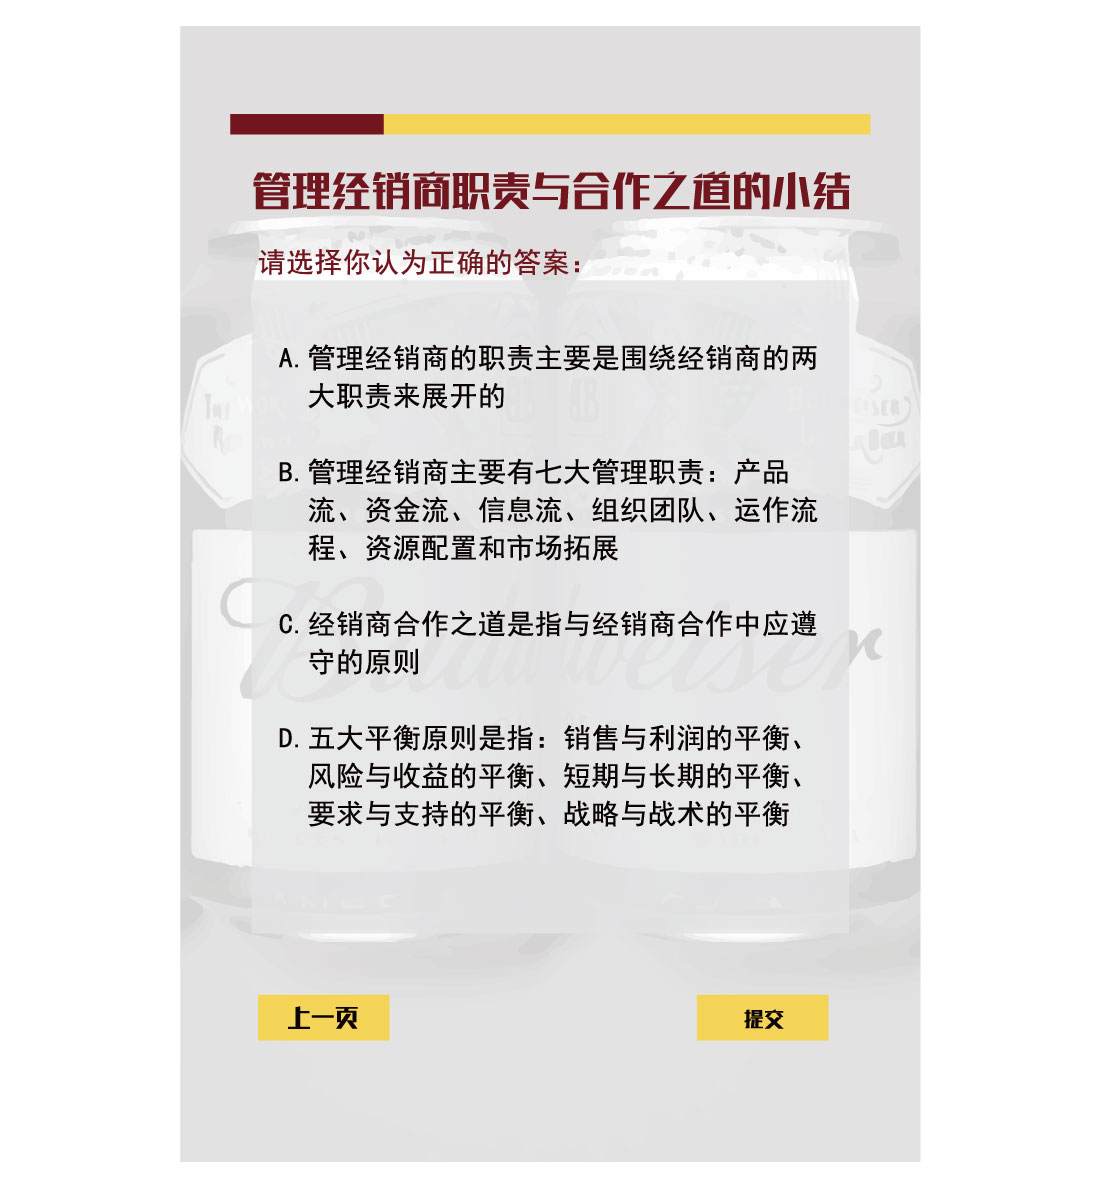 管理经销商职责与合作之道的小结
请选择你认为正确的答案：
A. 管理经销商的职责主要是围绕经销商的两
大职责来展开的
B. 管理经销商主要有七大管理职责：产品
流、资金流、信息流、组织团队、运作流
程、资源配置和市场拓展
C. 经销商合作之道是指与经销商合作中应遵
守的原则
Budweiser
D. 五大平衡原则是指：销售与利润的平衡、
风险与收益的平衡、短期与长期的平衡、
要求与支持的平衡、战略与战术的平衡
上一页
提交